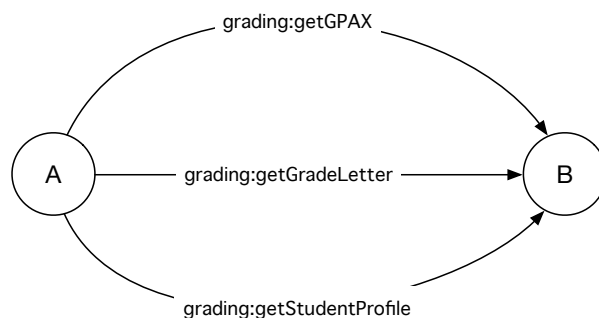 grading:getGPAX
A
grading:getGradeLetter
B
grading:getStudentProfile